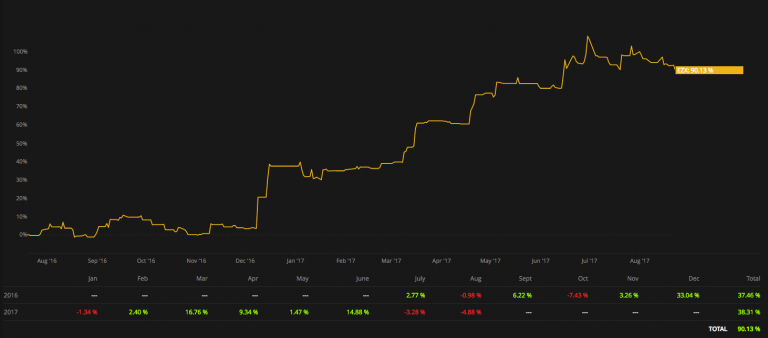 100%
90%
80%
70%
60%
50%
40%
30%
20%
10%
0%
EZX: 90.13 %
Aug '16 Sep '16 Oct '16 Nov '16 Dec '16 Jan '17 Feb '17 Mar '17 Apr '17 May '17 Jun '17 Jul '17 Aug '17
Jan Feb Mar Apr May June July Aug Sept Oct Nov Dec Total
2016 --- --- --- --- --- --- 2.77 % -0.98 % 6.22 % -7.43 % 3.26 % 33.04 % 37.46 %
2017 -1.34 % 2.40 % 16.76 % 9.34 % 1.47 % 14.88 % -3.28 % -4.88 % --- --- --- --- 38.31 %
TOTAL 90.13 %